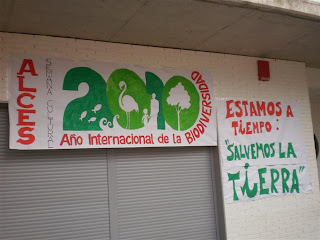 ALCES
SEMANA CULTURAL
2010
Año Internacional de la BIODIVERSIDAD
ESTAMOS A
TIEMPO:
"SALVEMOS LA
TIERRA"